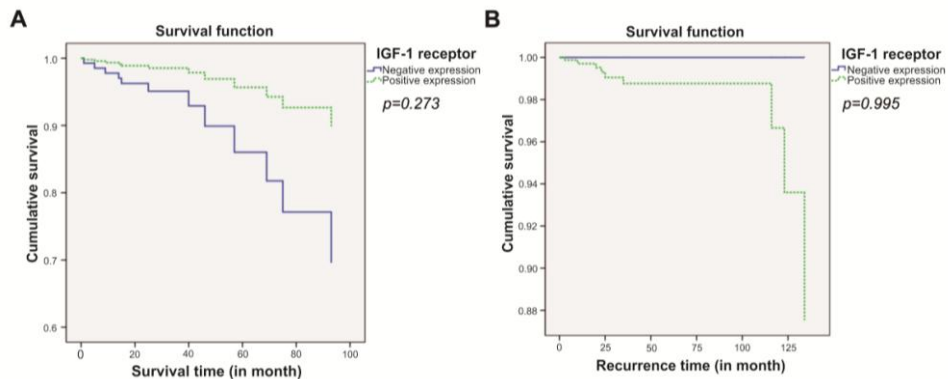 A
Survival function
1.0
0.9
0.8
0.7
0.6
0
20
40
60
80
100
Cumulative survival
Survival time (in month)
IGF-1 receptor
Negative expression
Positive expression
p=0.273
B
Survival function
1.00
0.98
0.96
0.94
0.92
0.90
0.88
0
25
50
75
100
125
Cumulative survival
Recurrence time (in month)
IGF-1 receptor
Negative expression
Positive expression
p=0.995